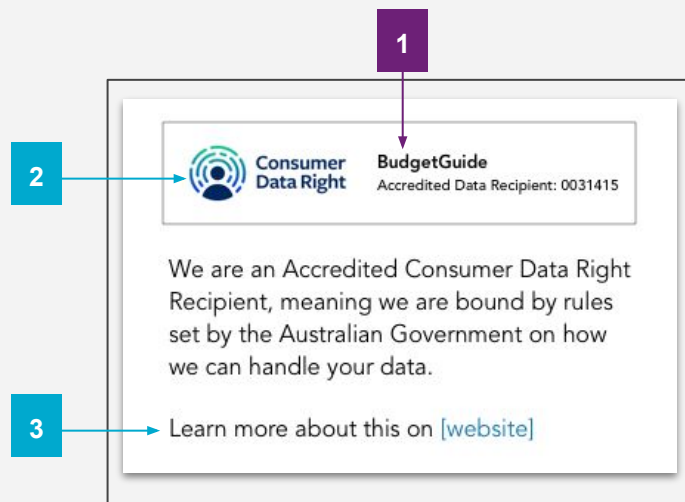 1
2
Consumer
Data Right
BudgetGuide
Accredited Data Recipient: 0031415
We are an Accredited Consumer Data Right
Recipient, meaning we are bound by rules
set by the Australian Government on how
we can handle your data.
3
Learn more about this on [website]